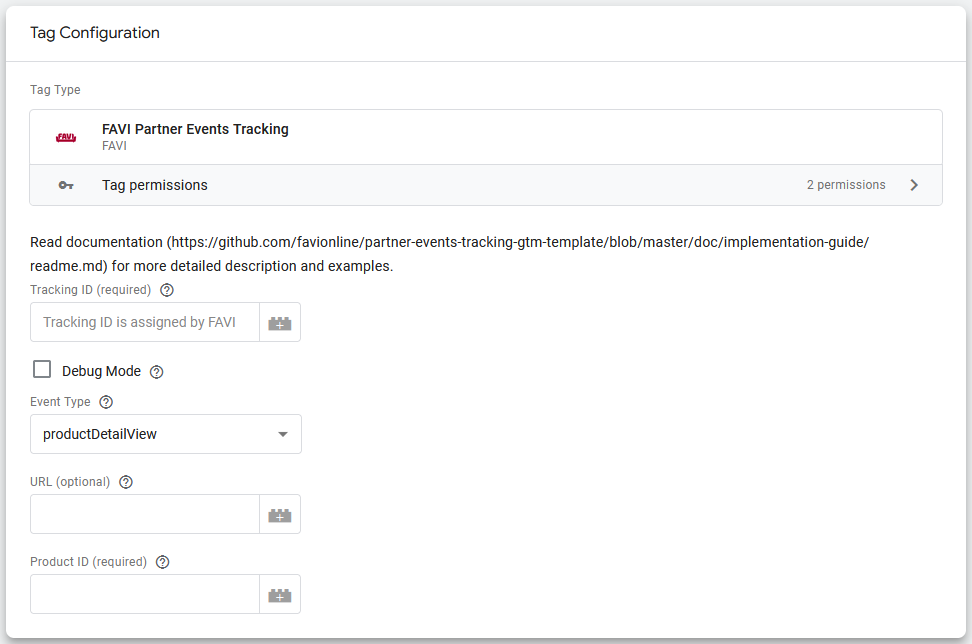 Tag Configuration
Tag Type
FAVI
FAVI Partner Events Tracking
FAVI
Tag permissions
2 permissions
Read documentation (https://github.com/favionline/partner-events-tracking-gtm-template/blob/master/doc/implementation-guide/
readme.md) for more detailed description and examples.
Tracking ID (required)
Tracking ID is assigned by FAVI
Debug Mode
Event Type
productDetailView
URL (optional)
Product ID (required)